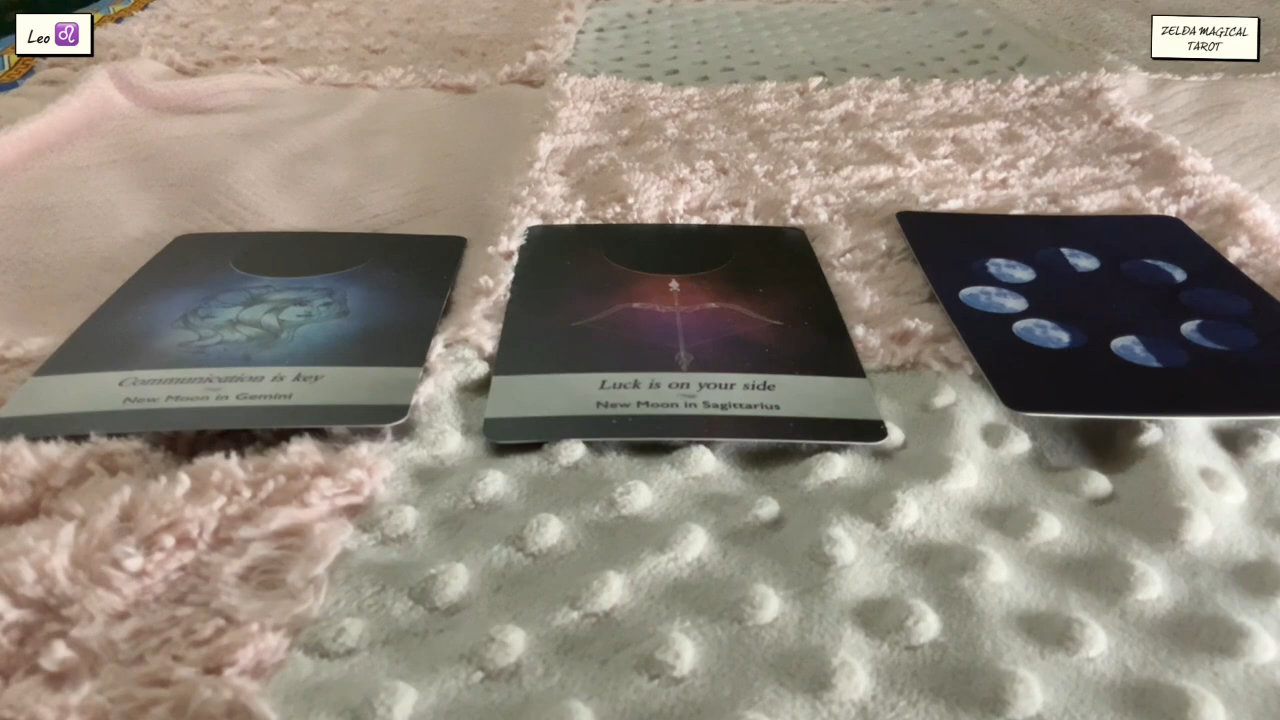 Leo ♌
ZELDA MAGICAL
TAROT
Communication is key
New Moon in Gemini
Luck is on your side
New Moon in Sagittarius